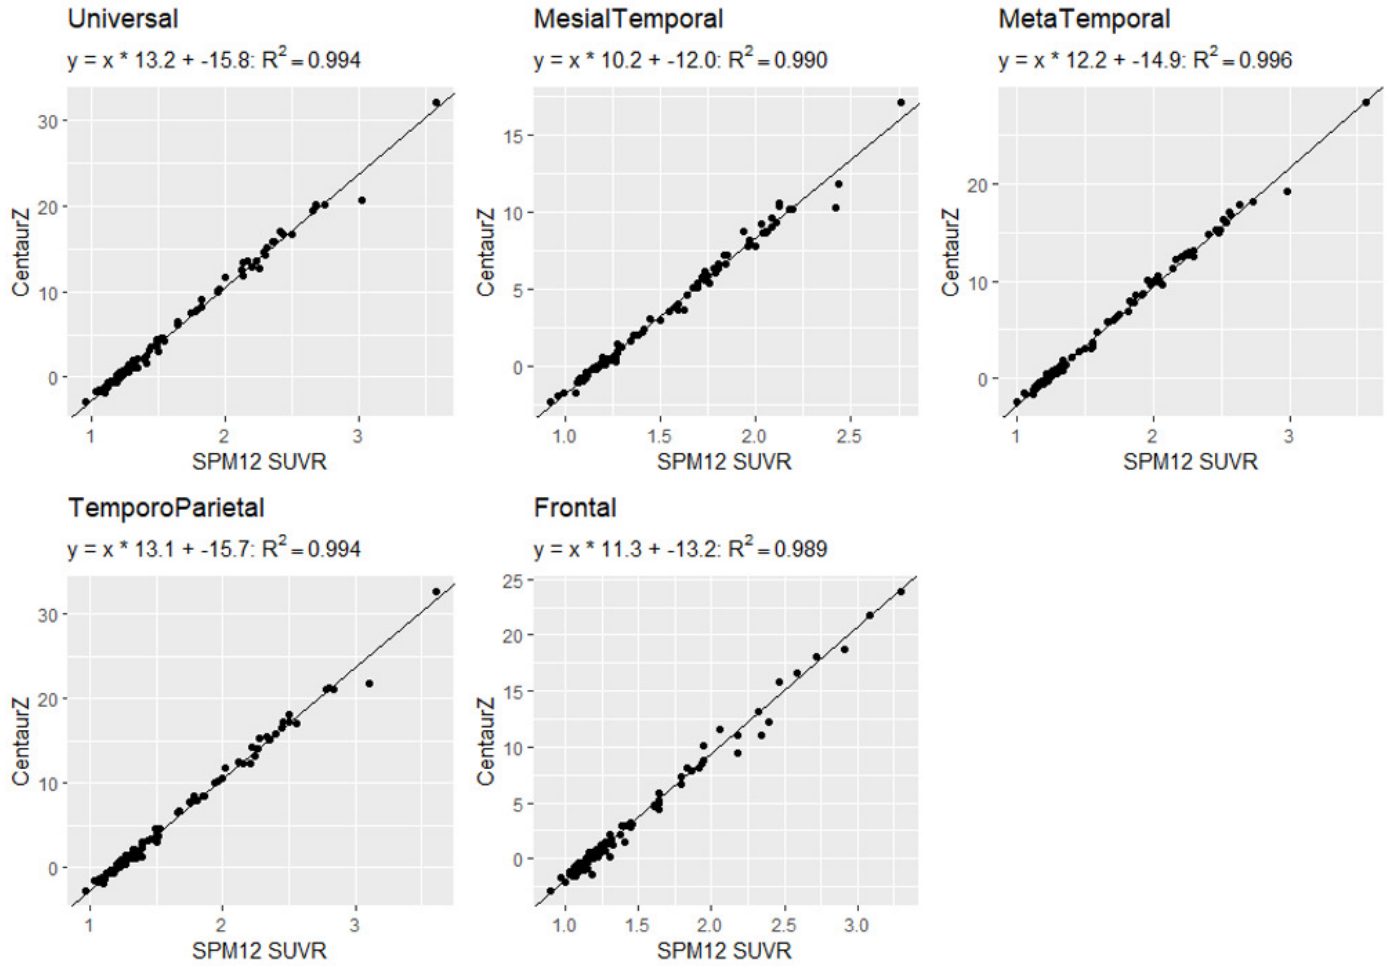 Universal
y = x * 13.2 + -15.8: R² = 0.994
30
20
10
0
CentaurZ
1 2 3
SPM12 SUVR
MesialTemporal
y = x * 10.2 + -12.0: R² = 0.990
15
10
5
0
CentaurZ
1.0 1.5 2.0 2.5
SPM12 SUVR
MetaTemporal
y = x * 12.2 + -14.9: R² = 0.996
20
10
0
CentaurZ
1 2 3
SPM12 SUVR
TemporoParietal
y = x * 13.1 + -15.7: R² = 0.994
30
20
10
0
CentaurZ
1 2 3
SPM12 SUVR
Frontal
y = x * 11.3 + -13.2: R² = 0.989
25
20
15
10
5
0
CentaurZ
1.0 1.5 2.0 2.5 3.0
SPM12 SUVR